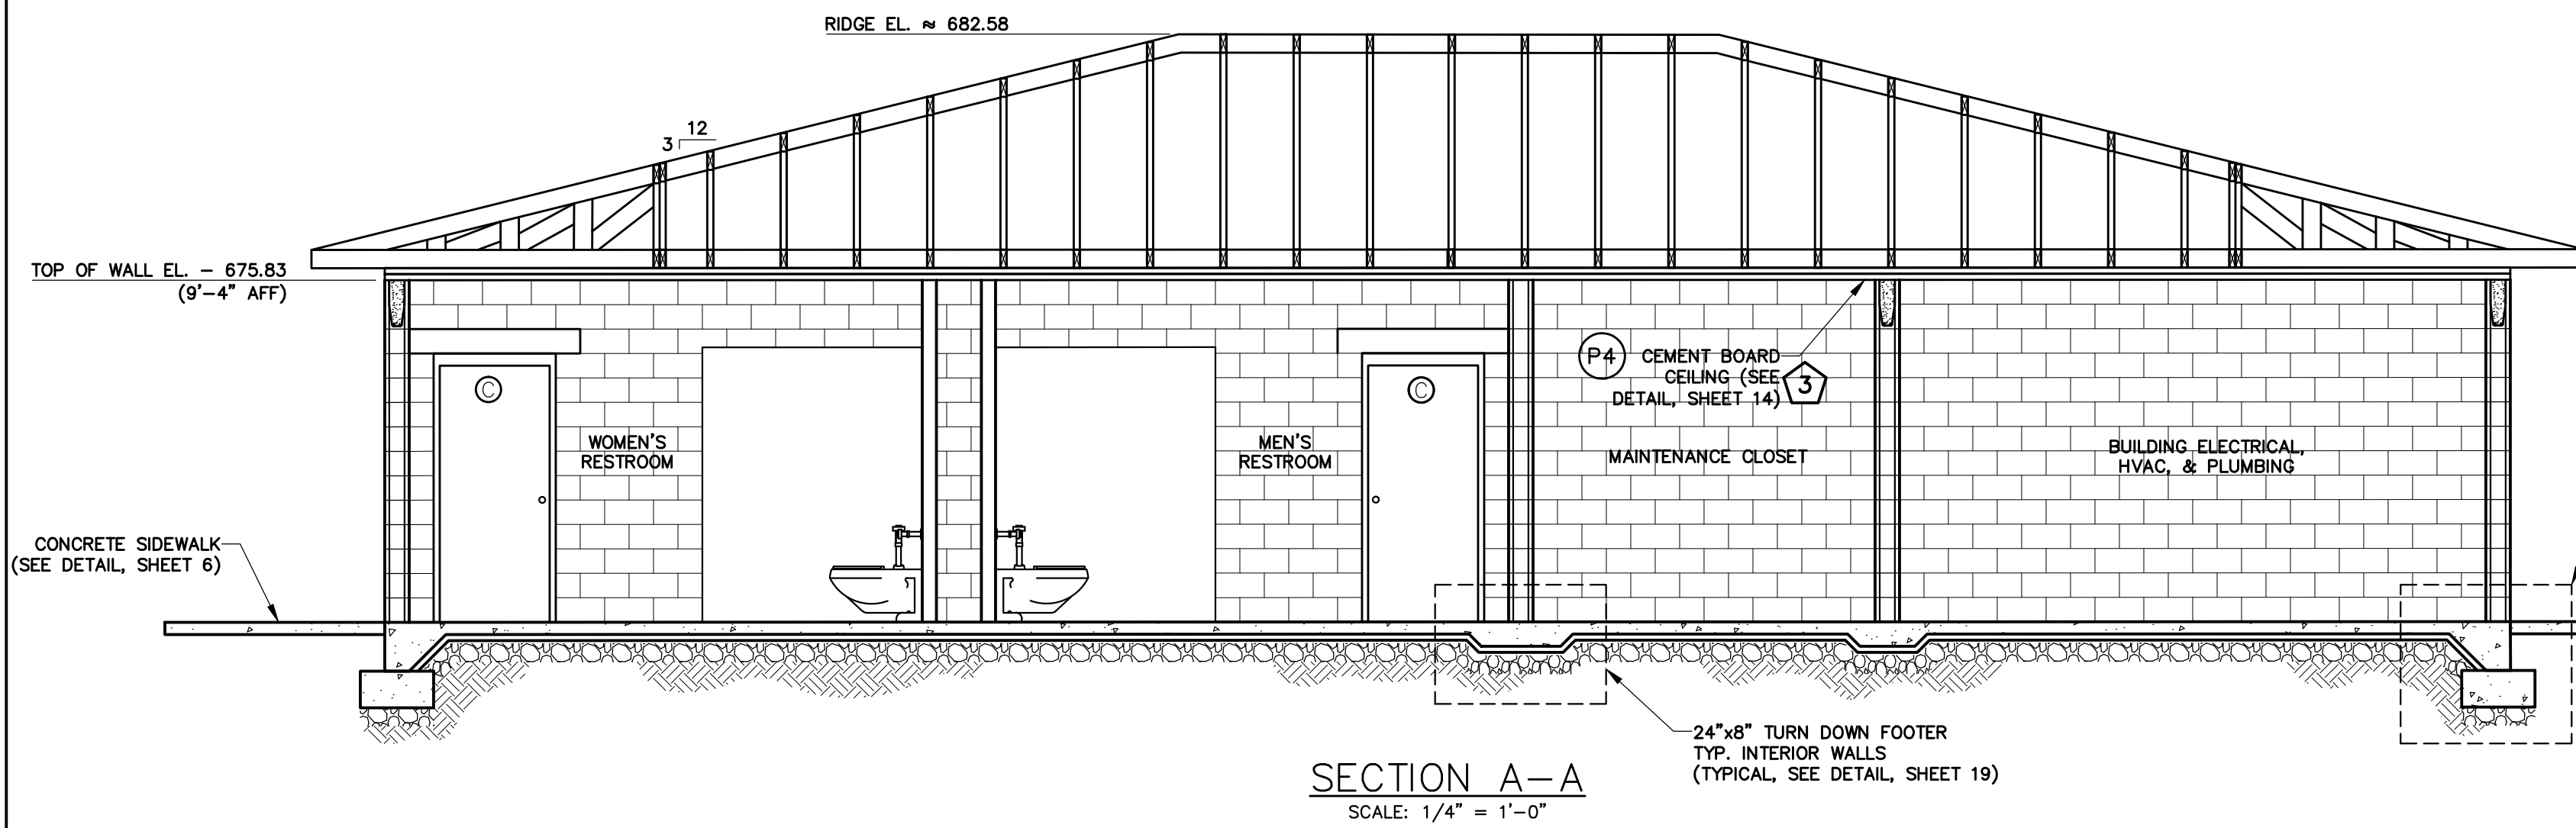 RIDGE EL. ≈ 682.58
12
3
TOP OF WALL EL. - 675.83
(9'-4" AFF)
C
C
P4
CEMENT BOARD
CEILING (SEE
DETAIL, SHEET 14)
3
WOMEN'S
RESTROOM
MEN'S
RESTROOM
MAINTENANCE CLOSET
BUILDING ELECTRICAL,
HVAC, & PLUMBING
CONCRETE SIDEWALK
(SEE DETAIL, SHEET 6)
24"x8" TURN DOWN FOOTER
TYP. INTERIOR WALLS
(TYPICAL, SEE DETAIL, SHEET 19)
SECTION A-A
SCALE: 1/4" = 1'-0"